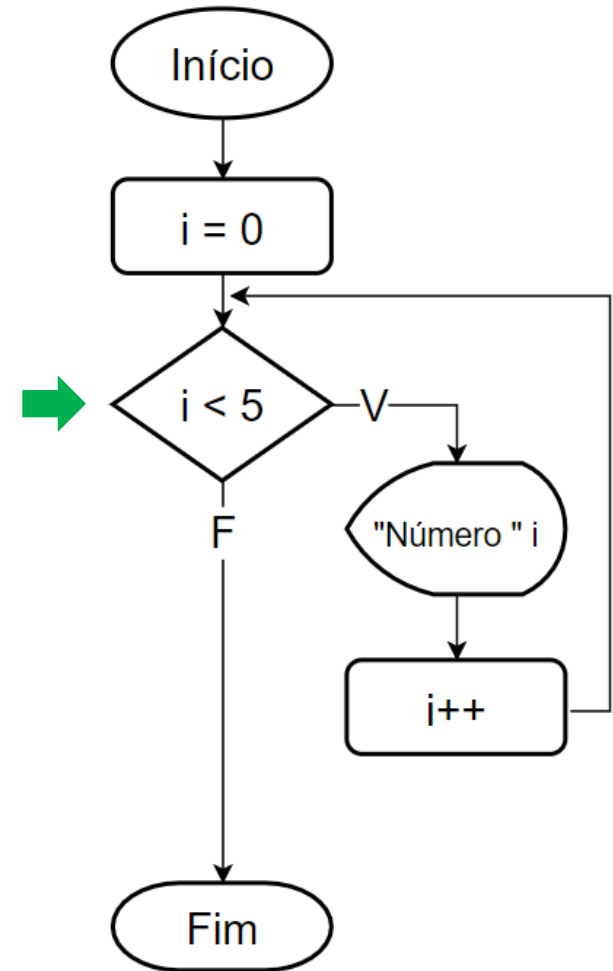 Início
i = 0
i < 5
V
F
"Número " i
i++
Fim